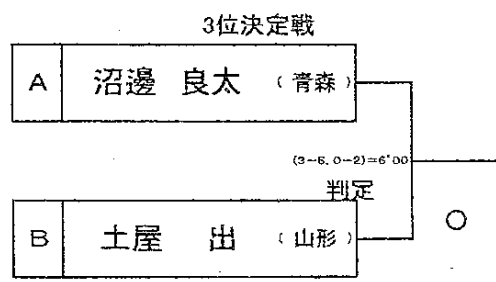 3位決定戦
A 沼邊 良太 (青森)
(3-5, 0-2)=6'00
判定
B 土屋 出 (山形)
○